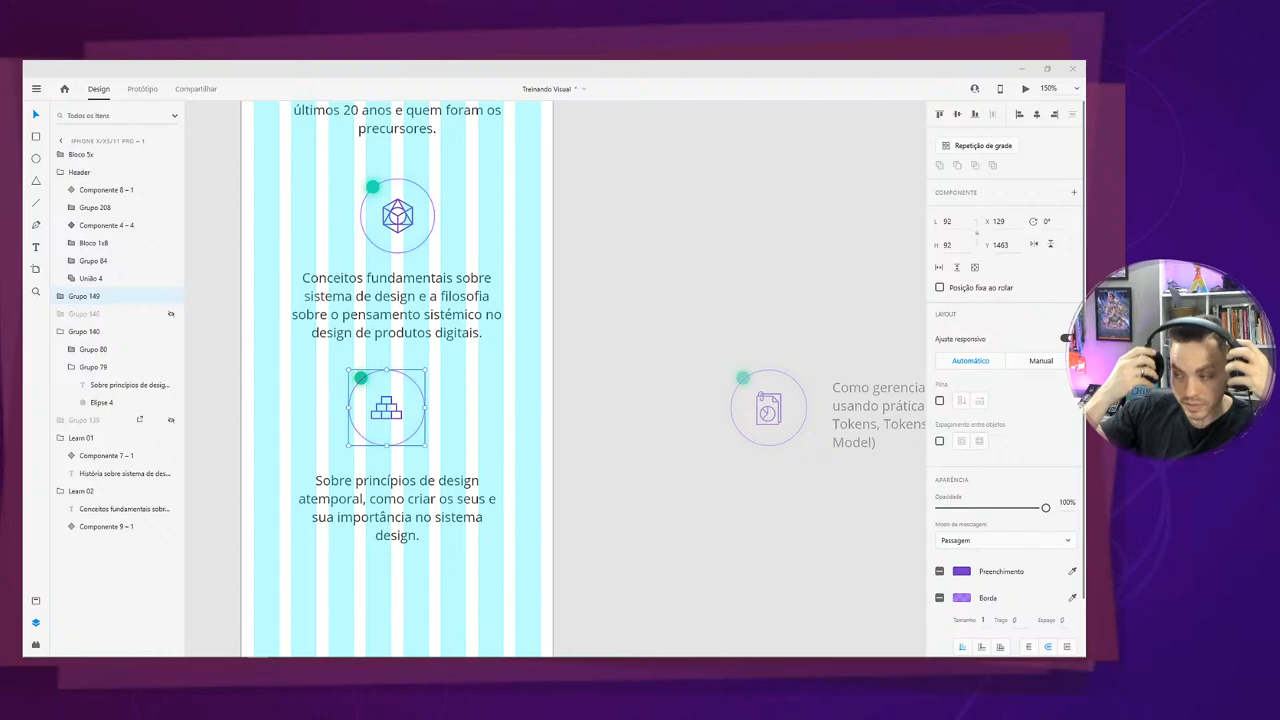 Design
Protótipo
Compartilhar
Treinando Visual *
150%
Todos os Itens
IPHONE X/XS/11 PRO – 1
Bloco 5x
Header
Componente 8 – 1
Grupo 208
Componente 4 – 4
Bloco 1xB
Grupo 84
União 4
Grupo 149
Grupo 146
Grupo 140
Grupo 80
Grupo 79
Sobre princípios de desig...
Elipse 4
Grupo 139
Learn 01
Componente 7 – 1
História sobre sistema de des...
Learn 02
Conceitos fundamentais sobr...
Componente 9 – 1
últimos 20 anos e quem foram os
precursores.
Conceitos fundamentais sobre
sistema de design e a filosofia
sobre o pensamento sistémico no
design de produtos digitais.
Sobre princípios de design
atemporal, como criar os seus e
sua importância no sistema
design.
Como gerencia
usando prática
Tokens, Tokens
Model)
Repetição de grade
COMPONENTE
L 92 X 129 0°
H 92 Y 1463
Posição fixa ao rolar
LAYOUT
Ajuste responsivo
Automático Manual
Pilha
Espaçamento entre objetos
APARÊNCIA
Opacidade
100%
Modo de mesclagem
Passagem
Preenchimento
Borda
Tamanho 1 Traço 0 Espaço 0